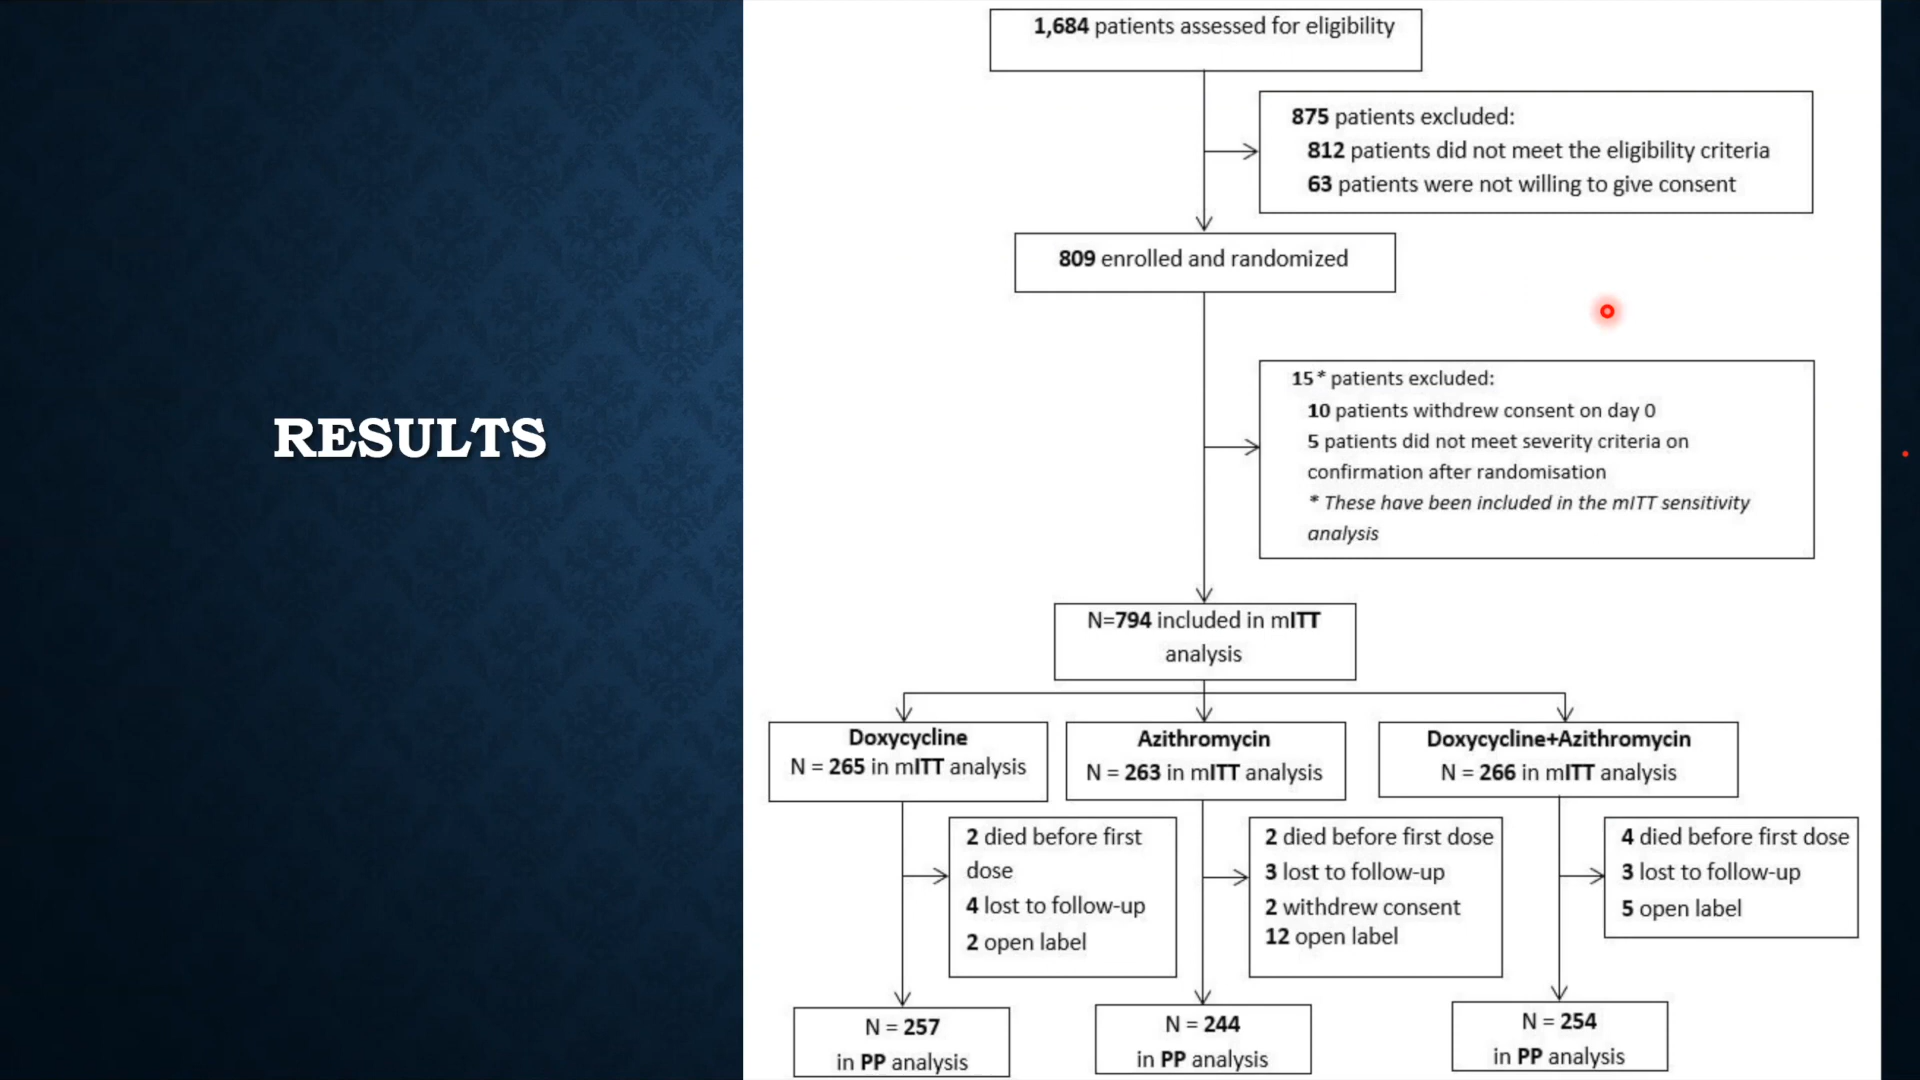 RESULTS
1,684 patients assessed for eligibility
875 patients excluded:
812 patients did not meet the eligibility criteria
63 patients were not willing to give consent
809 enrolled and randomized
15* patients excluded:
10 patients withdrew consent on day 0
5 patients did not meet severity criteria on
confirmation after randomisation
* These have been included in the mITT sensitivity
analysis
N=794 included in mITT
analysis
Doxycycline
N = 265 in mITT analysis
Azithromycin
N = 263 in mITT analysis
Doxycycline+Azithromycin
N = 266 in mITT analysis
2 died before first
dose
4 lost to follow-up
2 open label
2 died before first dose
3 lost to follow-up
2 withdrew consent
12 open label
4 died before first dose
3 lost to follow-up
5 open label
N = 257
in PP analysis
N = 244
in PP analysis
N = 254
in PP analysis